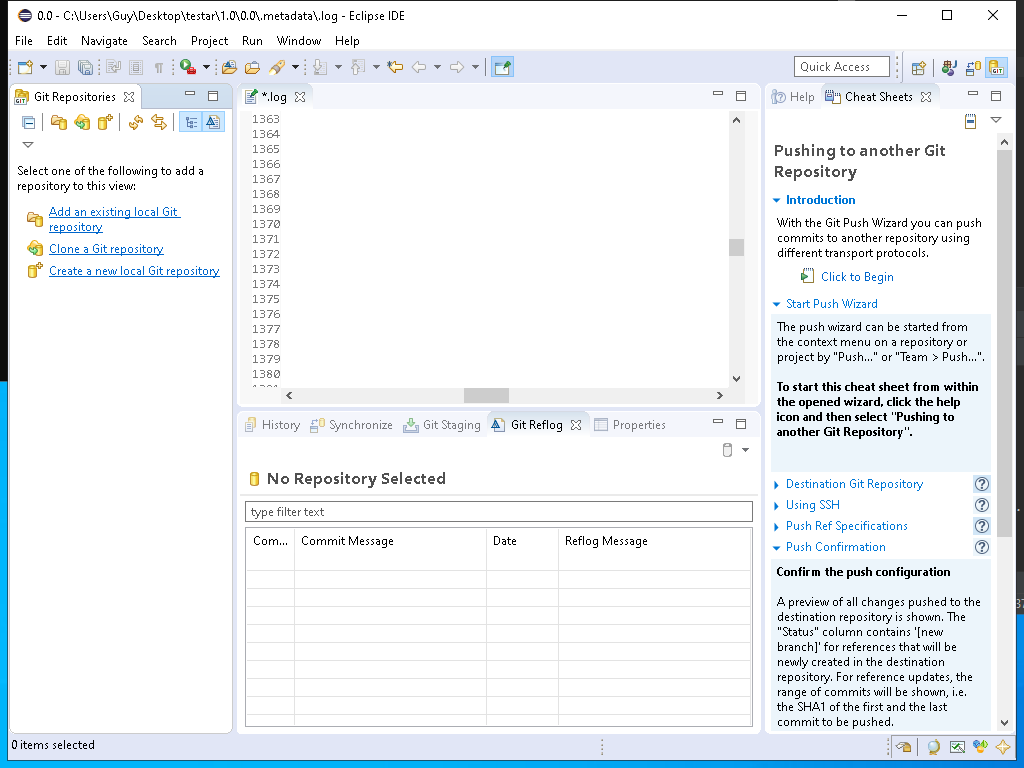 0.0 - C:\Users\Guy\Desktop\testar\1.0\0.0\.metadata\.log - Eclipse IDE
File Edit Navigate Search Project Run Window Help
Quick Access
Git Repositories
Select one of the following to add a
repository to this view:
Add an existing local Git
repository
Clone a Git repository
Create a new local Git repository
*.log
1363
1364
1365
1366
1367
1368
1369
1370
1371
1372
1373
1374
1375
1376
1377
1378
1379
1380
History Synchronize Git Staging Git Reflog Properties
No Repository Selected
type filter text
Com... Commit Message Date Reflog Message
Help Cheat Sheets
Pushing to another Git
Repository
Introduction
With the Git Push Wizard you can push
commits to another repository using
different transport protocols.
Click to Begin
Start Push Wizard
The push wizard can be started from
the context menu on a repository or
project by "Push..." or "Team > Push...".
To start this cheat sheet from within
the opened wizard, click the help
icon and then select "Pushing to
another Git Repository".
Destination Git Repository
Using SSH
Push Ref Specifications
Push Confirmation
Confirm the push configuration
A preview of all changes pushed to the
destination repository is shown. The
"Status" column contains '[new
branch]' for references that will be
newly created in the destination
repository. For reference updates, the
range of commits will be shown, i.e.
the SHA1 of the first and the last
commit to be pushed.
0 items selected